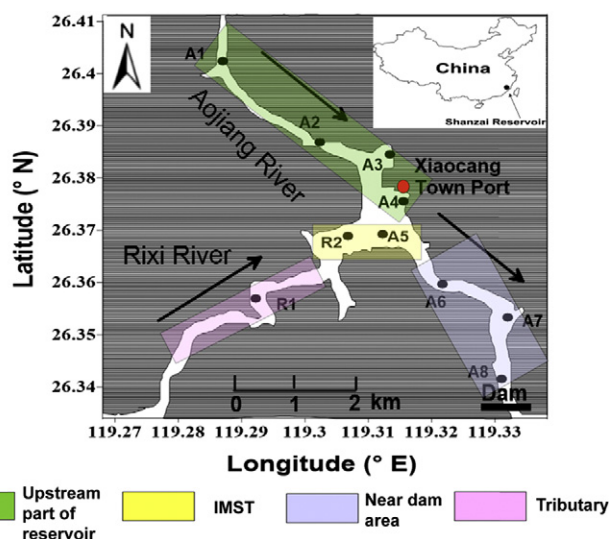 26.41
26.4
26.39
26.38
26.37
26.36
26.35
26.34
Latitude (° N)
N
China
Shanzai Reservoir
A1
A2
A3
Xiaocang
Town Port
A4
Aojiang River
R2
A5
Rixi River
R1
A6
A7
A8
Dam
0 1 2 km
119.27 119.28 119.29 119.3 119.31 119.32 119.33
Longitude (° E)
Upstream
part of
reservoir
IMST
Near dam
area
Tributary